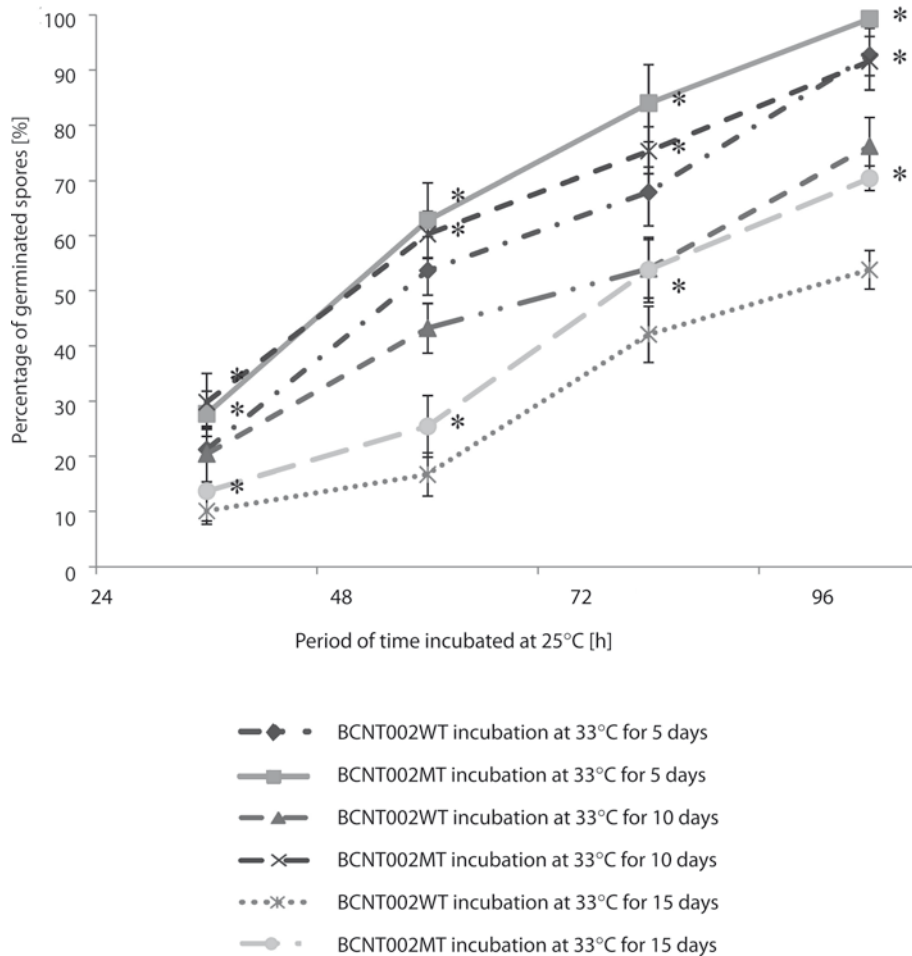 Percentage of germinated spores [%]
100
90
80
70
60
50
40
30
20
10
0
* * * * * * * * * * *
24 48 72 96
Period of time incubated at 25°C [h]
BCNT002WT incubation at 33°C for 5 days
BCNT002MT incubation at 33°C for 5 days
BCNT002WT incubation at 33°C for 10 days
BCNT002MT incubation at 33°C for 10 days
BCNT002WT incubation at 33°C for 15 days
BCNT002MT incubation at 33°C for 15 days